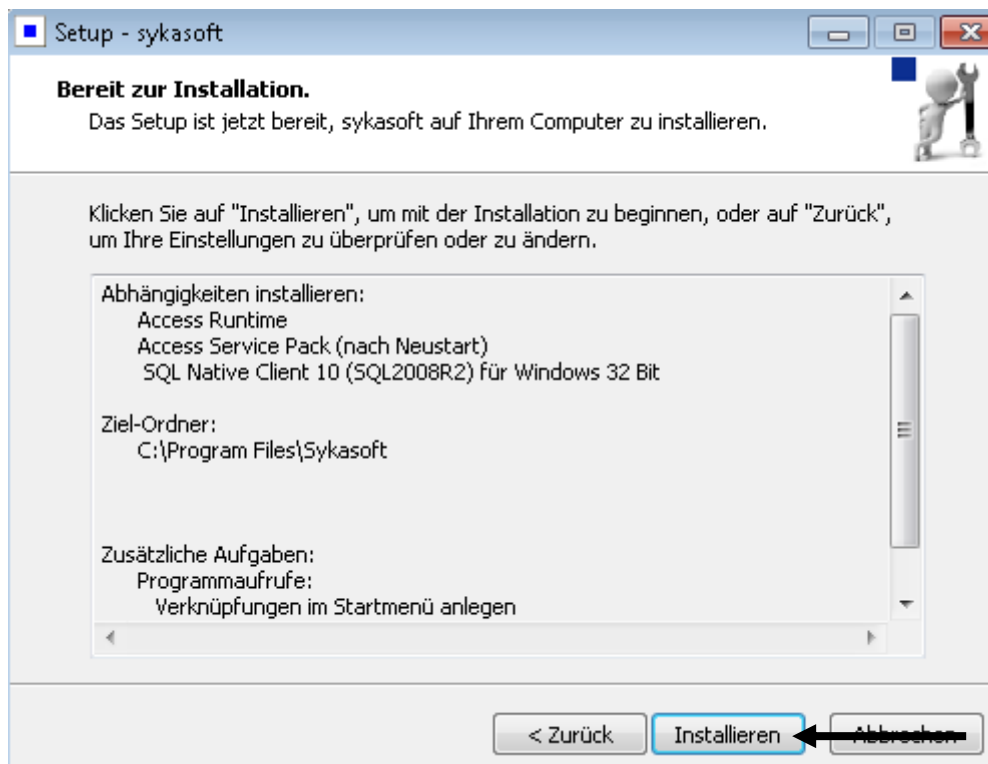 Setup - sykasoft
Bereit zur Installation.
Das Setup ist jetzt bereit, sykasoft auf Ihrem Computer zu installieren.
Klicken Sie auf "Installieren", um mit der Installation zu beginnen, oder auf "Zurück",
um Ihre Einstellungen zu überprüfen oder zu ändern.
Abhängigkeiten installieren:
Access Runtime
Access Service Pack (nach Neustart)
SQL Native Client 10 (SQL2008R2) für Windows 32 Bit
Ziel-Ordner:
C:\Program Files\Sykasoft
Zusätzliche Aufgaben:
Programmaufrufe:
Verknüpfungen im Startmenü anlegen
< Zurück Installieren Abbrechen